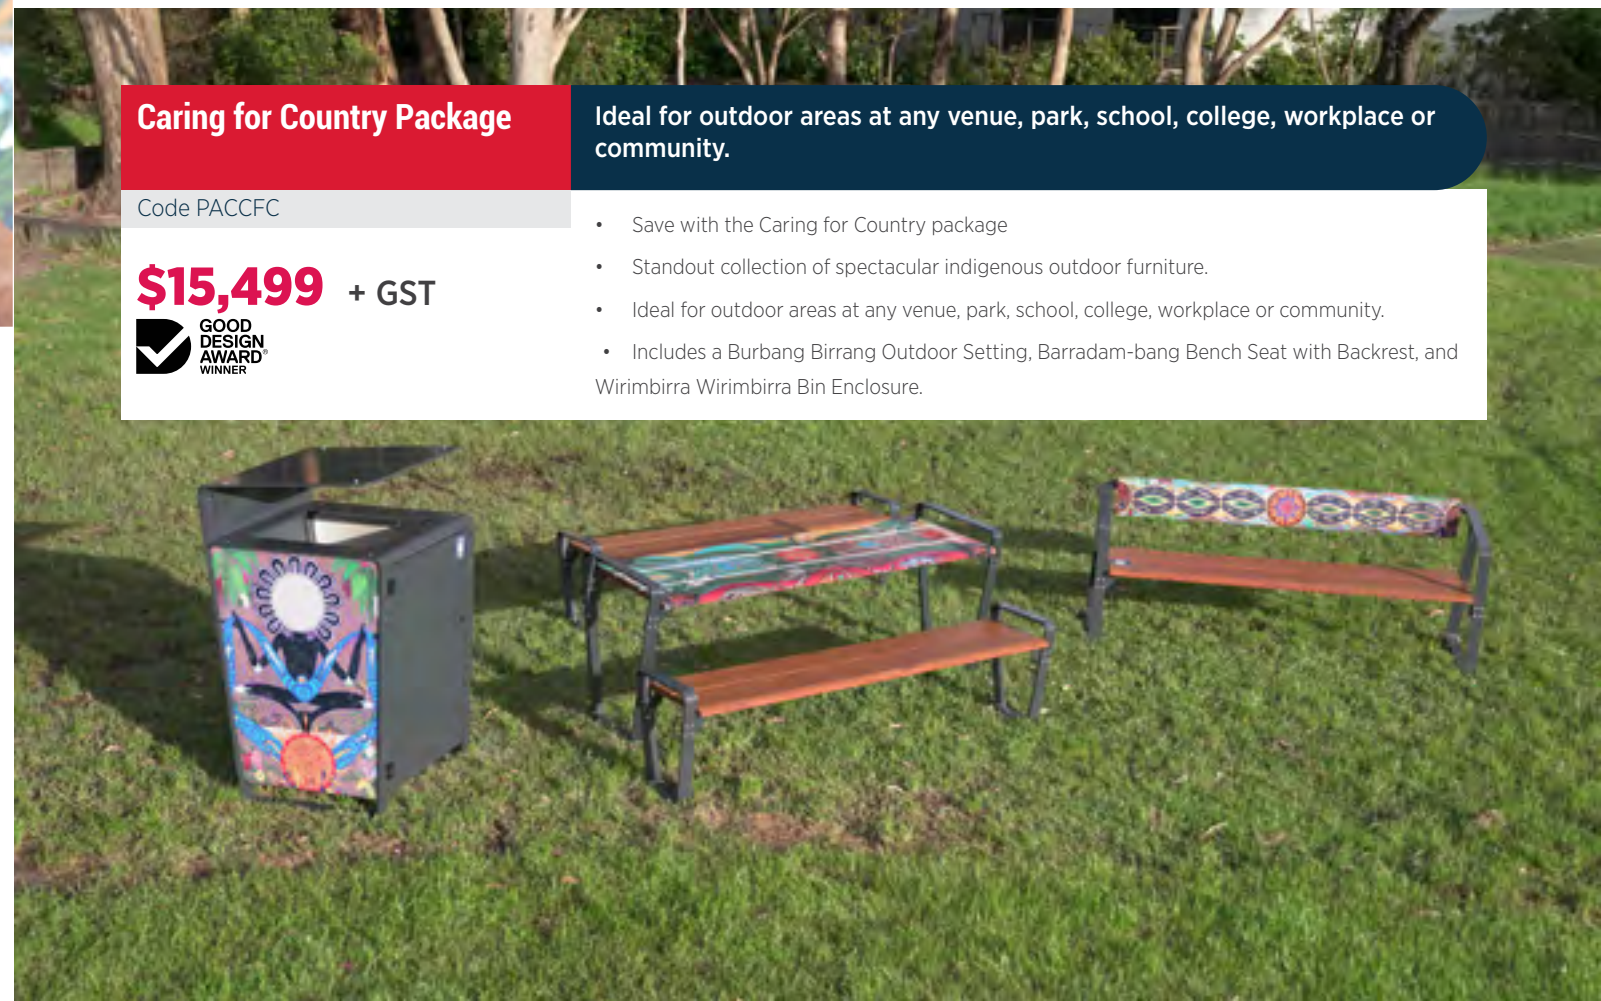 Caring for Country Package
Ideal for outdoor areas at any venue, park, school, college, workplace or
community.
Code PACCFC
$15,499 + GST
GOOD
DESIGN
AWARD®
WINNER
• Save with the Caring for Country package
• Standout collection of spectacular indigenous outdoor furniture.
• Ideal for outdoor areas at any venue, park, school, college, workplace or community.
• Includes a Burbang Birrang Outdoor Setting, Barradam-bang Bench Seat with Backrest, and
Wirimbirra Wirimbirra Bin Enclosure.